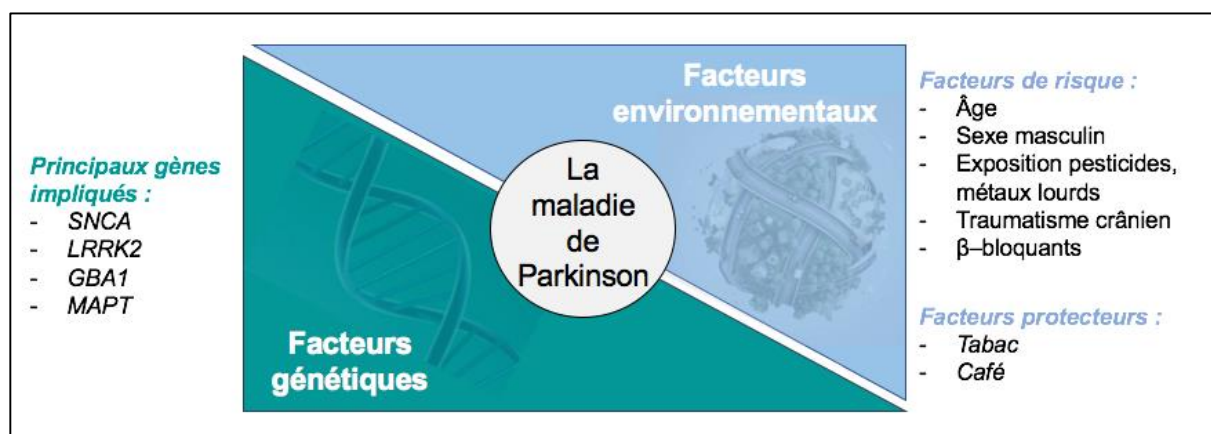 Principaux gènes
impliqués :
- SNCA
- LRRK2
- GBA1
- MAPT
Facteurs
génétiques
La
maladie
de
Parkinson
Facteurs
environnementaux
Facteurs de risque :
- Âge
- Sexe masculin
- Exposition pesticides,
métaux lourds
- Traumatisme crânien
- β–bloquants
Facteurs protecteurs :
- Tabac
- Café